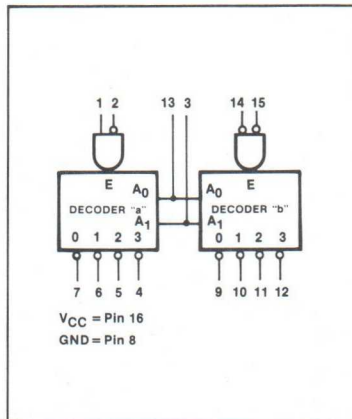 1 2 13 3 14 15
E E
A0 A0
DECODER "a" DECODER "b"
A1 A1
0 1 2 3 0 1 2 3
7 6 5 4 9 10 11 12
VCC = Pin 16
GND = Pin 8